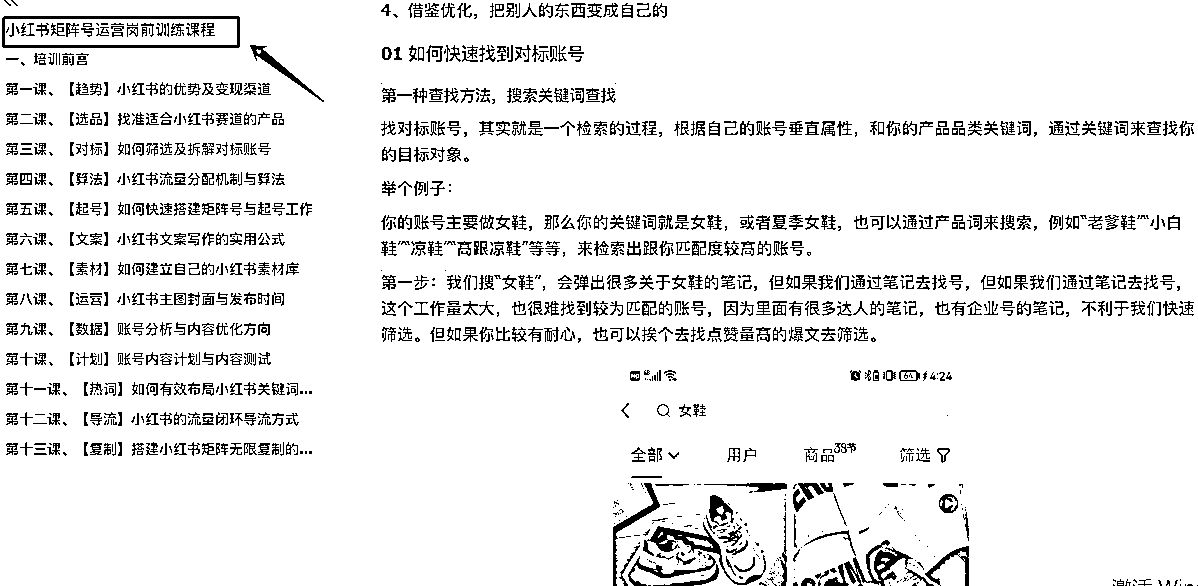 小红书矩阵号运营岗前训练课程
一、培训前言
第一课、【趋势】小红书的优势及变现渠道
第二课、【选品】找准适合小红书赛道的产品
第三课、【对标】如何筛选及拆解对标账号
第四课、【算法】小红书流量分配机制与算法
第五课、【起号】如何快速搭建矩阵号与起号工作
第六课、【文案】小红书文案写作的实用公式
第七课、【素材】如何建立自己的小红书素材库
第八课、【运营】小红书主图封面与发布时间
第九课、【数据】账号分析与内容优化方向
第十课、【计划】账号内容计划与内容测试
第十一课、【热词】如何有效布局小红书关键词...
第十二课、【导流】小红书的流量闭环导流方式
第十三课、【复制】搭建小红书矩阵无限复制的...
4、借鉴优化，把别人的东西变成自己的
01 如何快速找到对标账号
第一种查找方法，搜索关键词查找
找对标账号，其实就是一个检索的过程，根据自己的账号垂直属性，和你的产品品类关键词，通过关键词来查找你
的目标对象。
举个例子：
你的账号主要做女鞋，那么你的关键词就是女鞋，或者夏季女鞋，也可以通过产品词来搜索，例如“老爹鞋”“小白
鞋”“凉鞋”“高跟凉鞋”等等，来检索出跟你匹配度较高的账号。
第一步：我们搜“女鞋”，会弹出很多关于女鞋的笔记，但如果我们通过笔记去找号，但如果我们通过笔记去找号，
这个工作量太大，也很难找到较为匹配的账号，因为里面有很多达人的笔记，也有企业号的笔记，不利于我们快速
筛选。但如果你比较有耐心，也可以挨个去找点赞量高的爆文去筛选。
4:24
女鞋
全部 用户 商品 38节 筛选
激活 Win